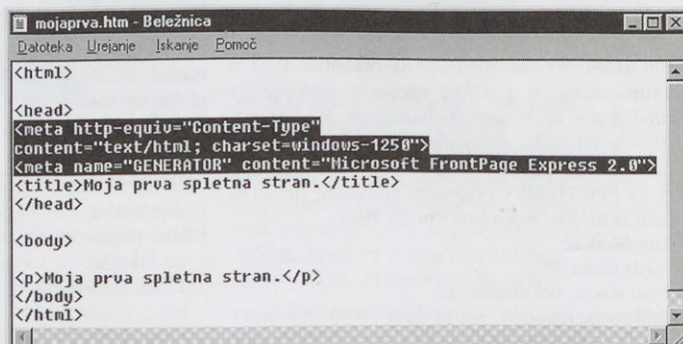 mojaprva.htm - Beležnica
Datoteka Urejanje Iskanje Pomoč
<html>
<head>
<meta http-equiv="Content-Type"
content="text/html; charset=windows-1250">
<meta name="GENERATOR" content="Microsoft FrontPage Express 2.0">
<title>Moja prva spletna stran.</title>
</head>
<body>
<p>Moja prva spletna stran.</p>
</body>
</html>